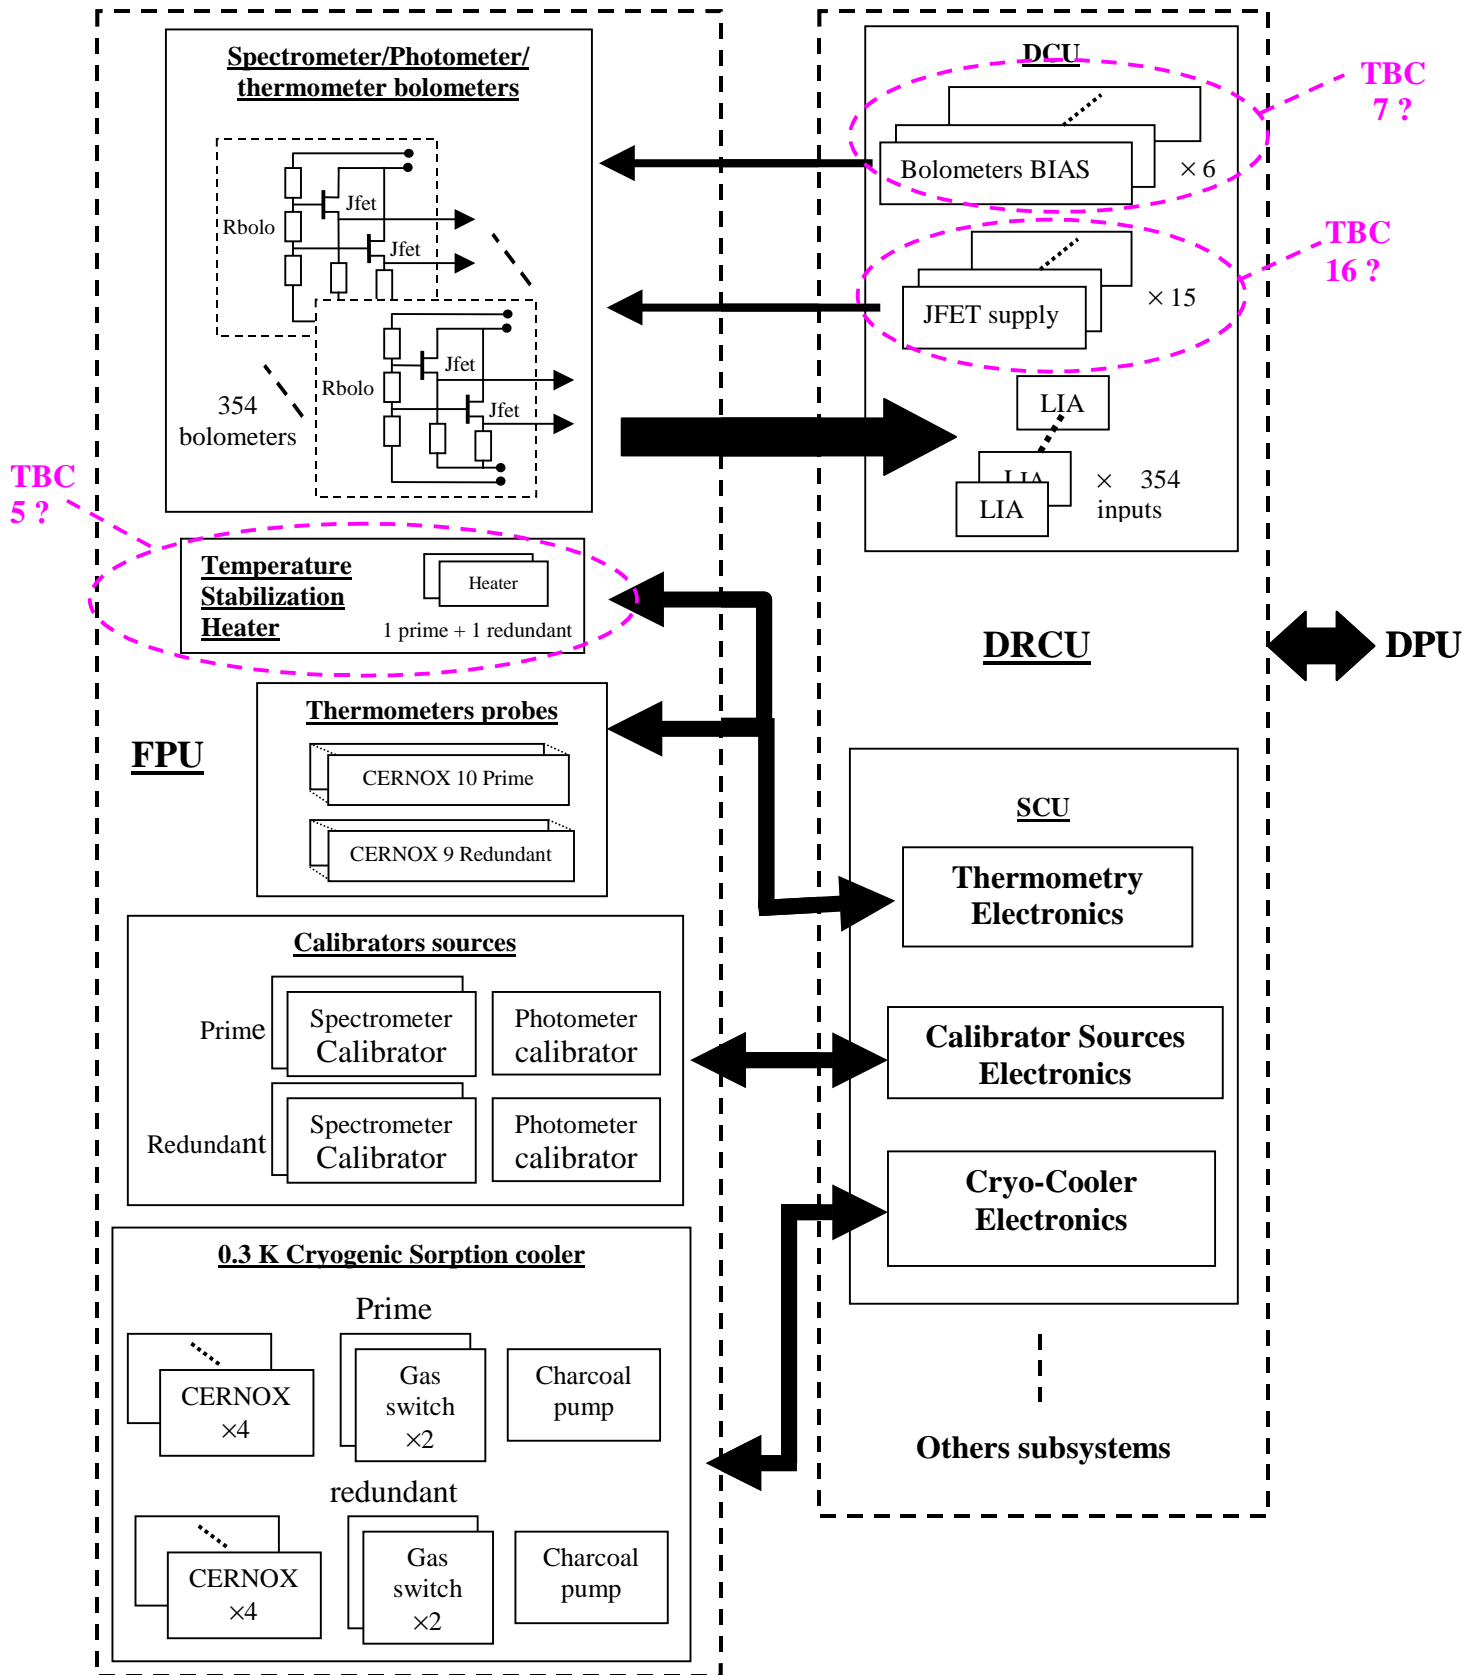 Spectrometer/Photometer/
thermometer bolometers
Jfet
Rbolo
Jfet
Jfet
Rbolo
Jfet
354
bolometers
TBC
5 ?
Temperature
Stabilization
Heater
Heater
1 prime + 1 redundant
Thermometers probes
FPU
CERNOX 10 Prime
CERNOX 9 Redundant
Calibrators sources
Prime
Spectrometer
Calibrator
Photometer
calibrator
Redundant
Spectrometer
Calibrator
Photometer
calibrator
0.3 K Cryogenic Sorption cooler
Prime
CERNOX
×4
Gas
switch
×2
Charcoal
pump
redundant
CERNOX
×4
Gas
switch
×2
Charcoal
pump
DCU
TBC
7 ?
Bolometers BIAS
× 6
TBC
16 ?
JFET supply
× 15
LIA
LIA
LIA
× 354
inputs
DRCU
DPU
SCU
Thermometry
Electronics
Calibrator Sources
Electronics
Cryo-Cooler
Electronics
Others subsystems